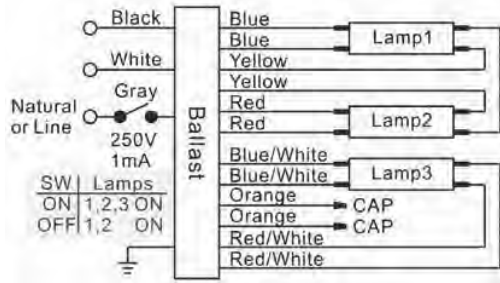 Black
White
Gray
Natural
or Line
250V
1mA
SW Lamps
ON 1,2,3 ON
OFF 1,2 ON
Ballast
Blue
Blue
Yellow
Yellow
Red
Red
Blue/White
Blue/White
Orange
Orange
Red/White
Red/White
Lamp1
Lamp2
Lamp3
CAP
CAP